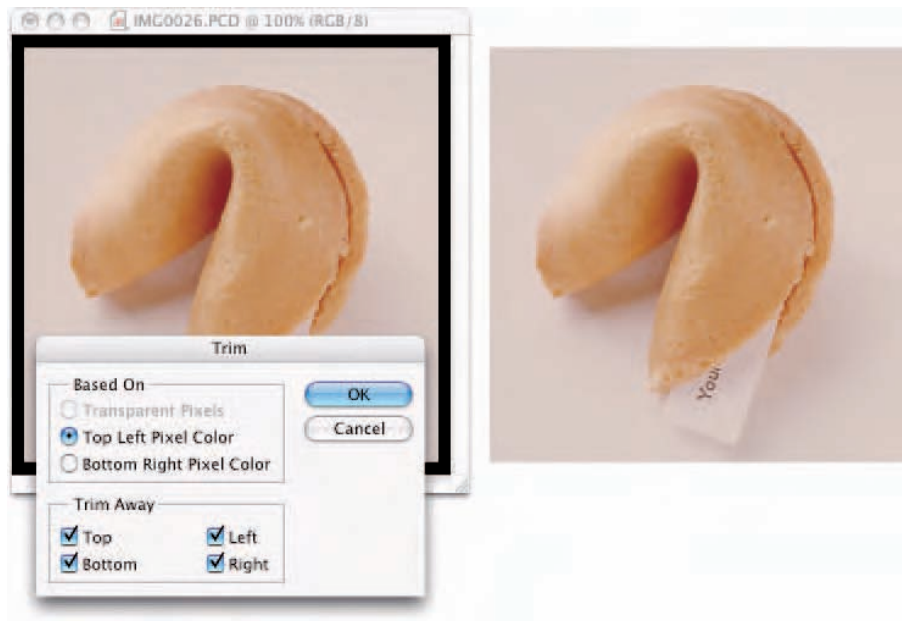 IMG0026.PCD @ 100% (RGB/8)
Trim
Based On
Transparent Pixels
Top Left Pixel Color
Bottom Right Pixel Color
OK
Cancel
Trim Away
Top
Left
Bottom
Right